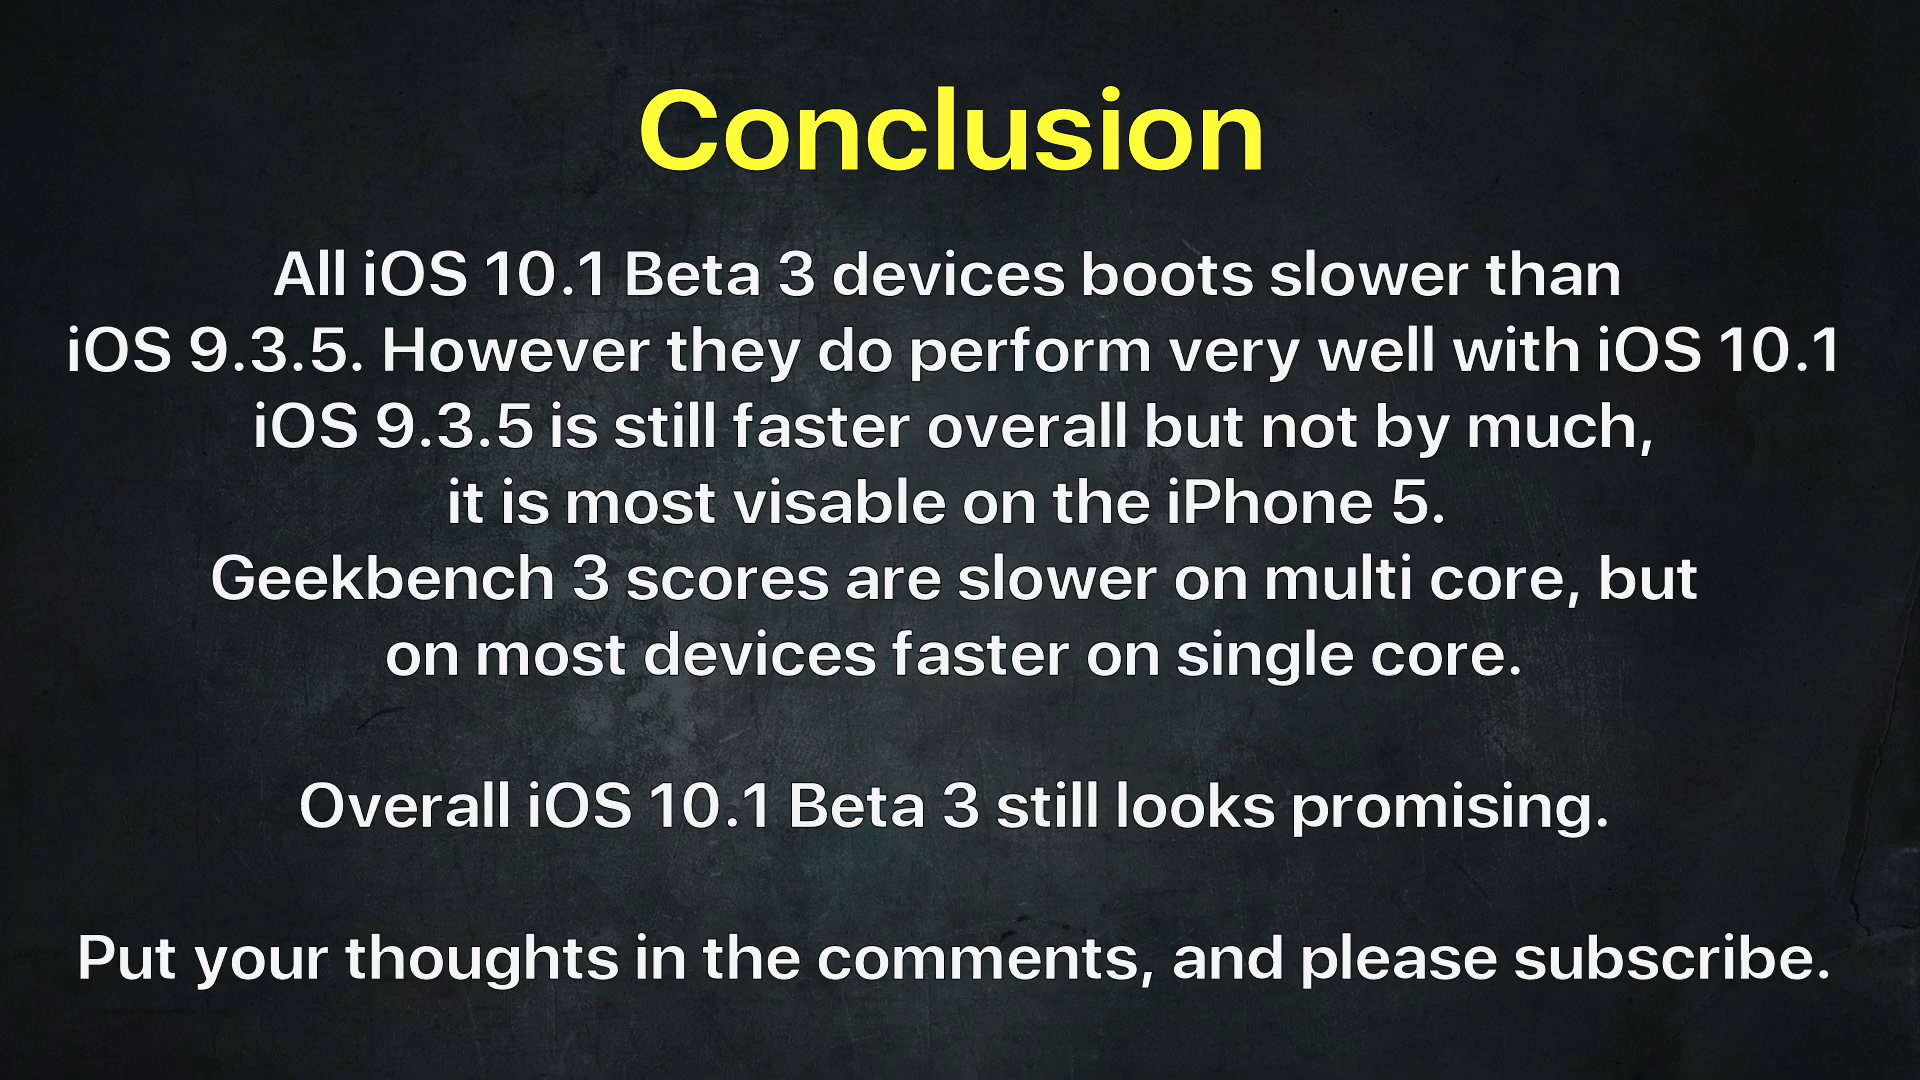 Conclusion
All iOS 10.1 Beta 3 devices boots slower than
iOS 9.3.5. However they do perform very well with iOS 10.1
iOS 9.3.5 is still faster overall but not by much,
it is most visable on the iPhone 5.
Geekbench 3 scores are slower on multi core, but
on most devices faster on single core.
Overall iOS 10.1 Beta 3 still looks promising.
Put your thoughts in the comments, and please subscribe.